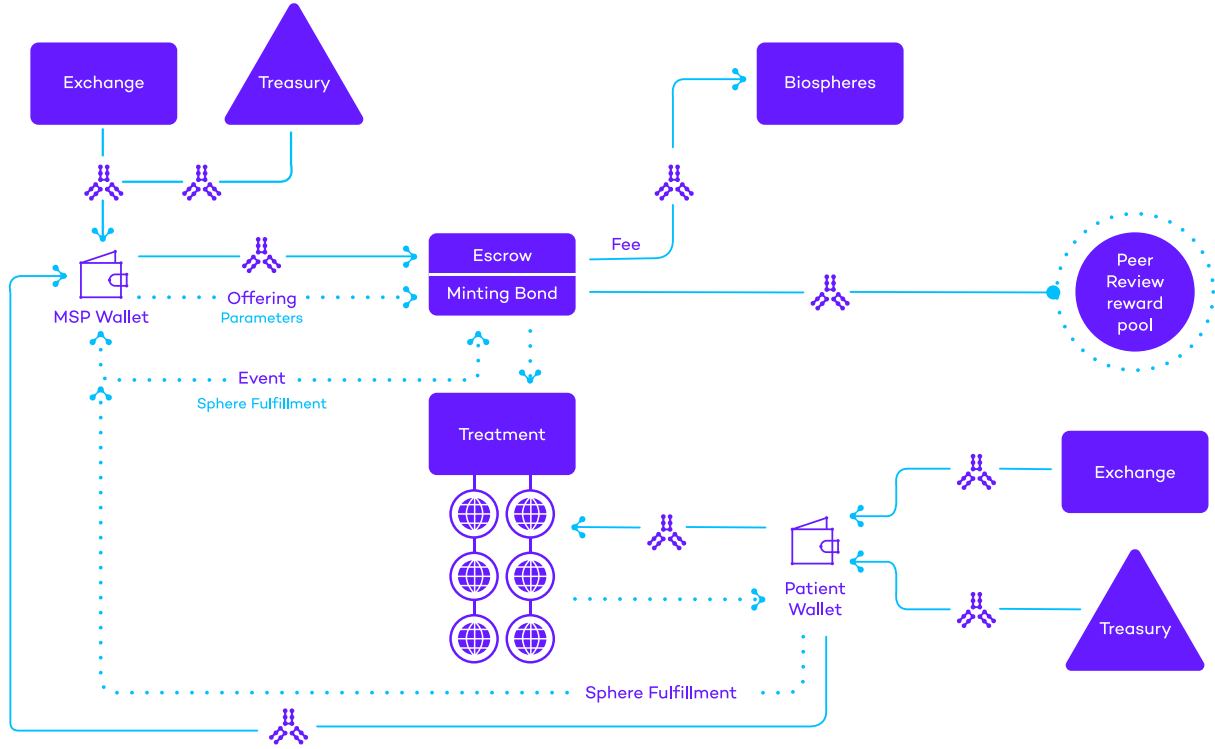 Exchange
Treasury
Biospheres
Escrow
Fee
Minting Bond
Peer
Review
reward
pool
MSP Wallet
Offering
Parameters
Event
Sphere Fulfillment
Treatment
Exchange
Patient
Wallet
Treasury
Sphere Fulfillment